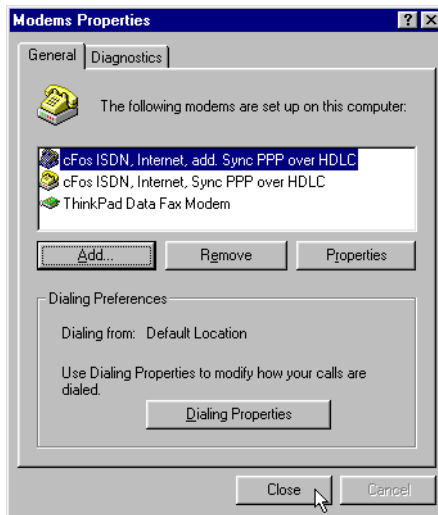 Modems Properties
General
Diagnostics
The following modems are set up on this computer:
cFos ISDN, Internet, add. Sync PPP over HDLC
cFos ISDN, Internet, Sync PPP over HDLC
ThinkPad Data Fax Modem
Add...
Remove
Properties
Dialing Preferences
Dialing from: Default Location
Use Dialing Properties to modify how your calls are
dialed.
Dialing Properties
Close
Cancel